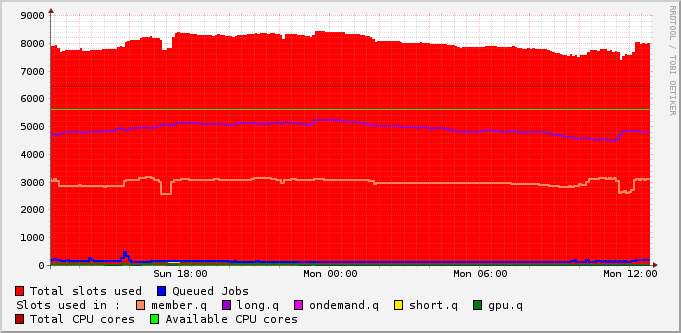 9000
8000
7000
6000
5000
4000
3000
2000
1000
0
Sun 18:00 Mon 00:00 Mon 06:00 Mon 12:00
RRDTOOL / TOBI OETIKER
Total slots used Queued Jobs
Slots used in : member.q long.q ondemand.q short.q gpu.q
Total CPU cores Available CPU cores